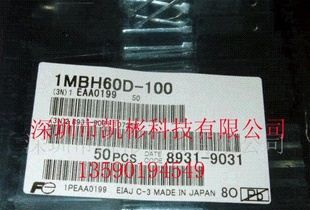 1MBH60D-100
(3N)1 EAA0199
50
深圳市凯彬科技有限公司
50 PCS DATE CODE 8931-9031
13590194549
Fe
1PEAA0199 EIAJ C-3 MADE IN JAPAN 80 Pb